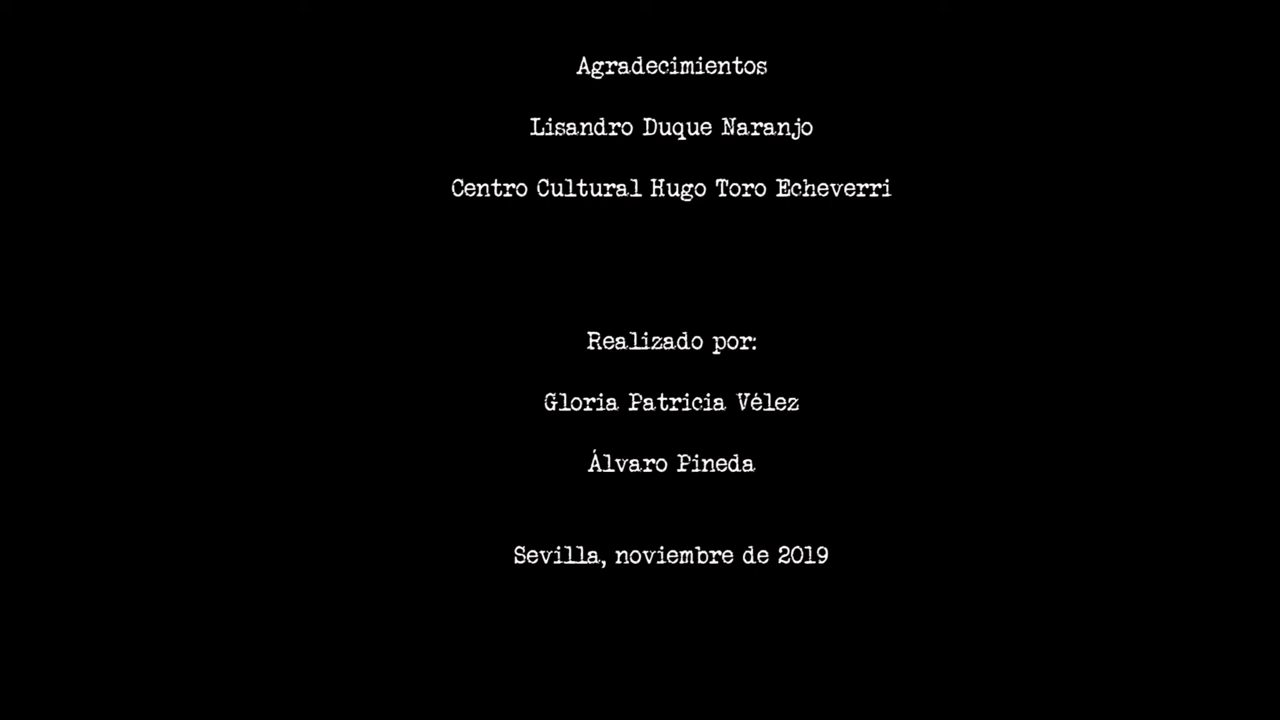 Agradecimientos
Lisandro Duque Naranjo
Centro Cultural Hugo Toro Echeverri
Realizado por:
Gloria Patricia Vélez
Álvaro Pineda
Sevilla, noviembre de 2019